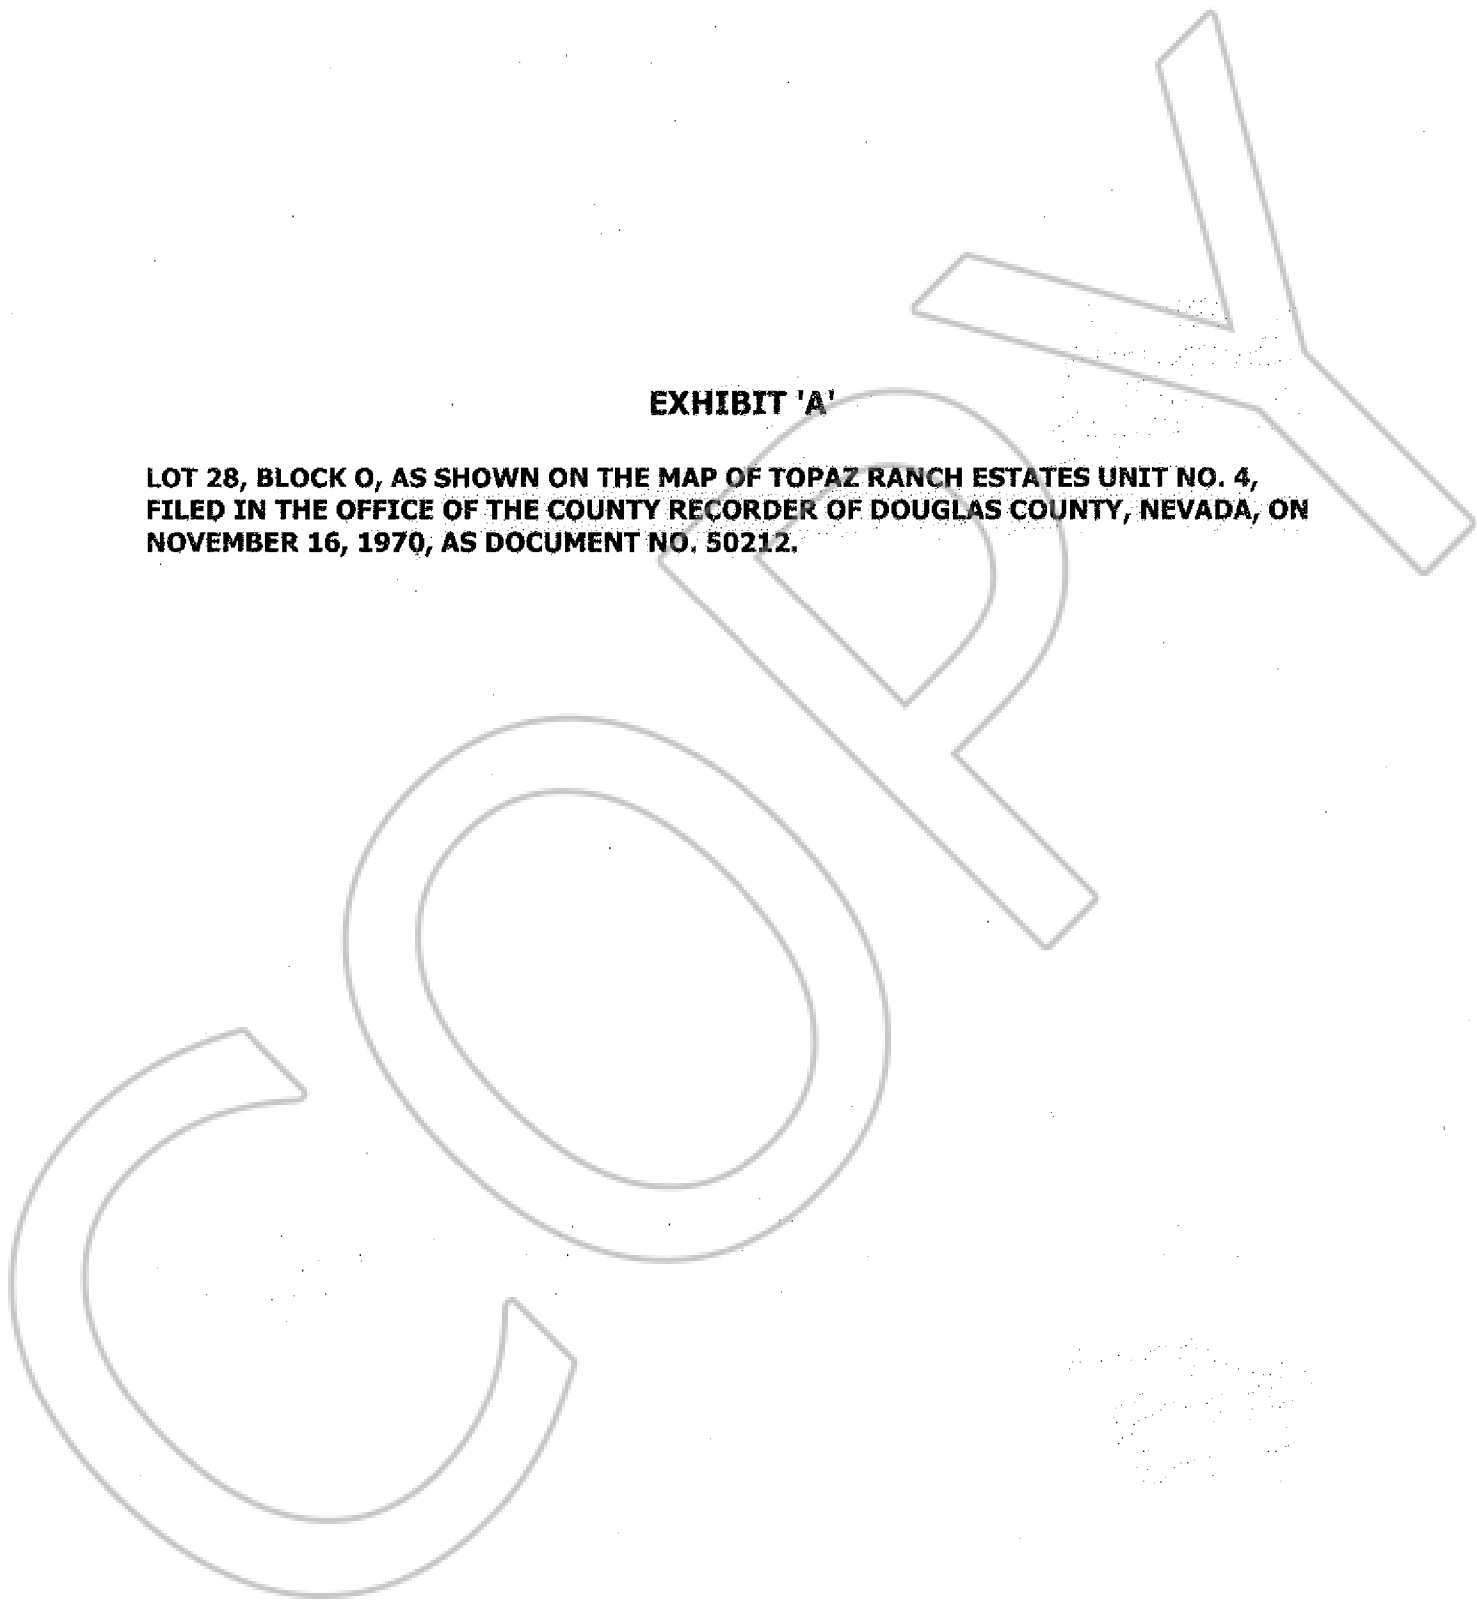 EXHIBIT 'A'
LOT 28, BLOCK O, AS SHOWN ON THE MAP OF TOPAZ RANCH ESTATES UNIT NO. 4,
FILED IN THE OFFICE OF THE COUNTY RECORDER OF DOUGLAS COUNTY, NEVADA, ON
NOVEMBER 16, 1970, AS DOCUMENT NO. 50212.
COPY